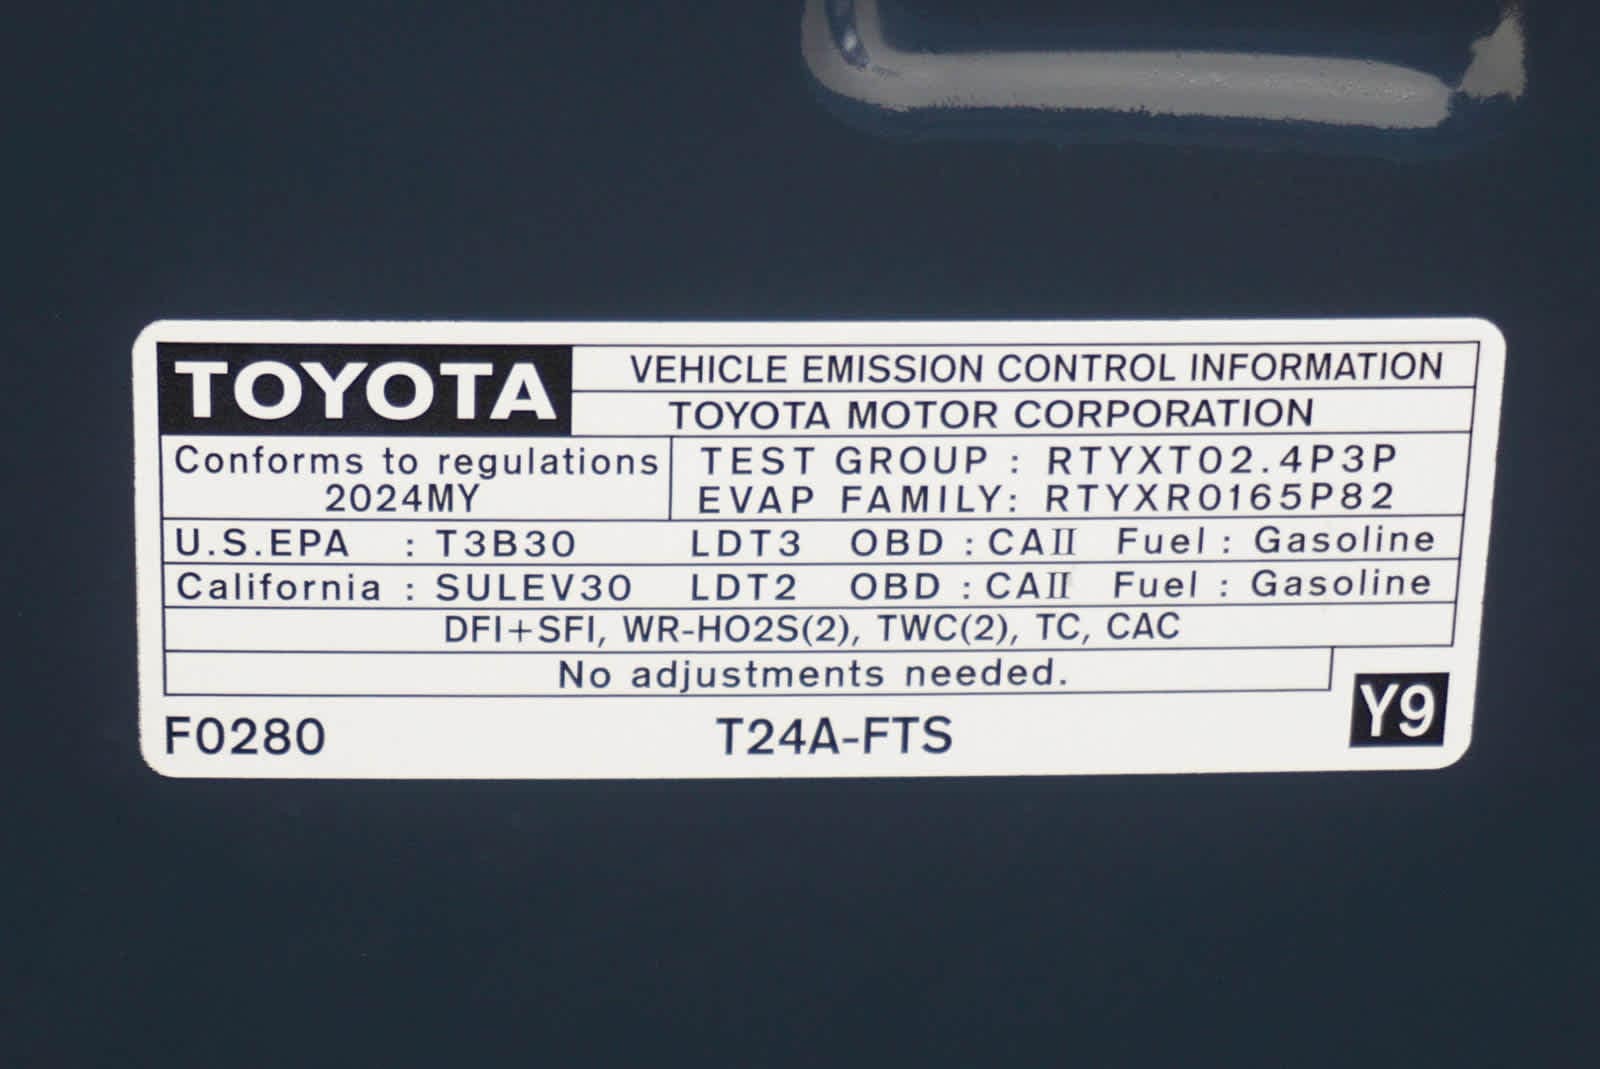 TOYOTA
VEHICLE EMISSION CONTROL INFORMATION
TOYOTA MOTOR CORPORATION
Conforms to regulations
2024MY
TEST GROUP : RTYXT02.4P3P
EVAP FAMILY: RTYXR0165P82
U.S.EPA : T3B30 LDT3 OBD : CAII Fuel : Gasoline
California : SULEV30 LDT2 OBD : CAII Fuel : Gasoline
DFI+SFI, WR-HO2S(2), TWC(2), TC, CAC
No adjustments needed.
F0280 T24A-FTS Y9